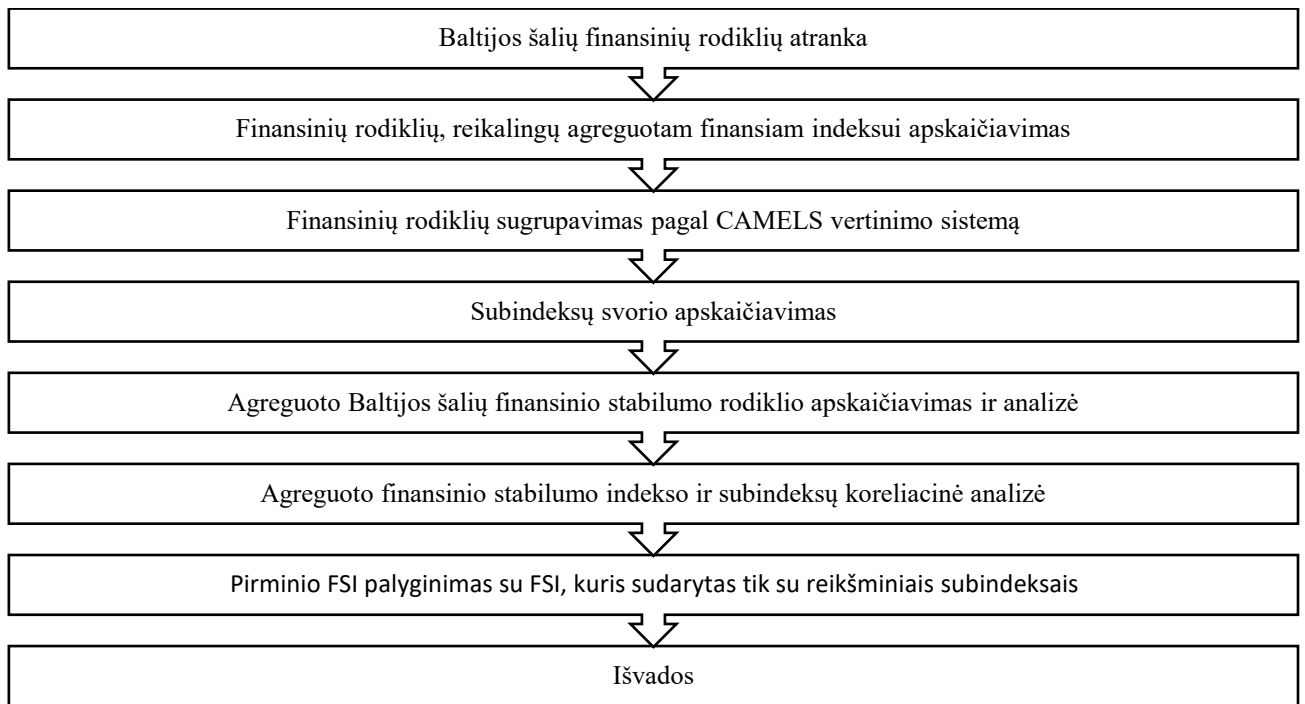 Baltijos šalių finansinių rodiklių atranka
Finansinių rodiklių, reikalingų agreguotam finansiam indeksui apskaičiavimas
Finansinių rodiklių sugrupavimas pagal CAMELS vertinimo sistemą
Subindeksų svorio apskaičiavimas
Agreguoto Baltijos šalių finansinio stabilumo rodiklio apskaičiavimas ir analizė
Agreguoto finansinio stabilumo indekso ir subindeksų koreliacinė analizė
Pirminio FSI palyginimas su FSI, kuris sudarytas tik su reikšminiais subindeksais
Išvados